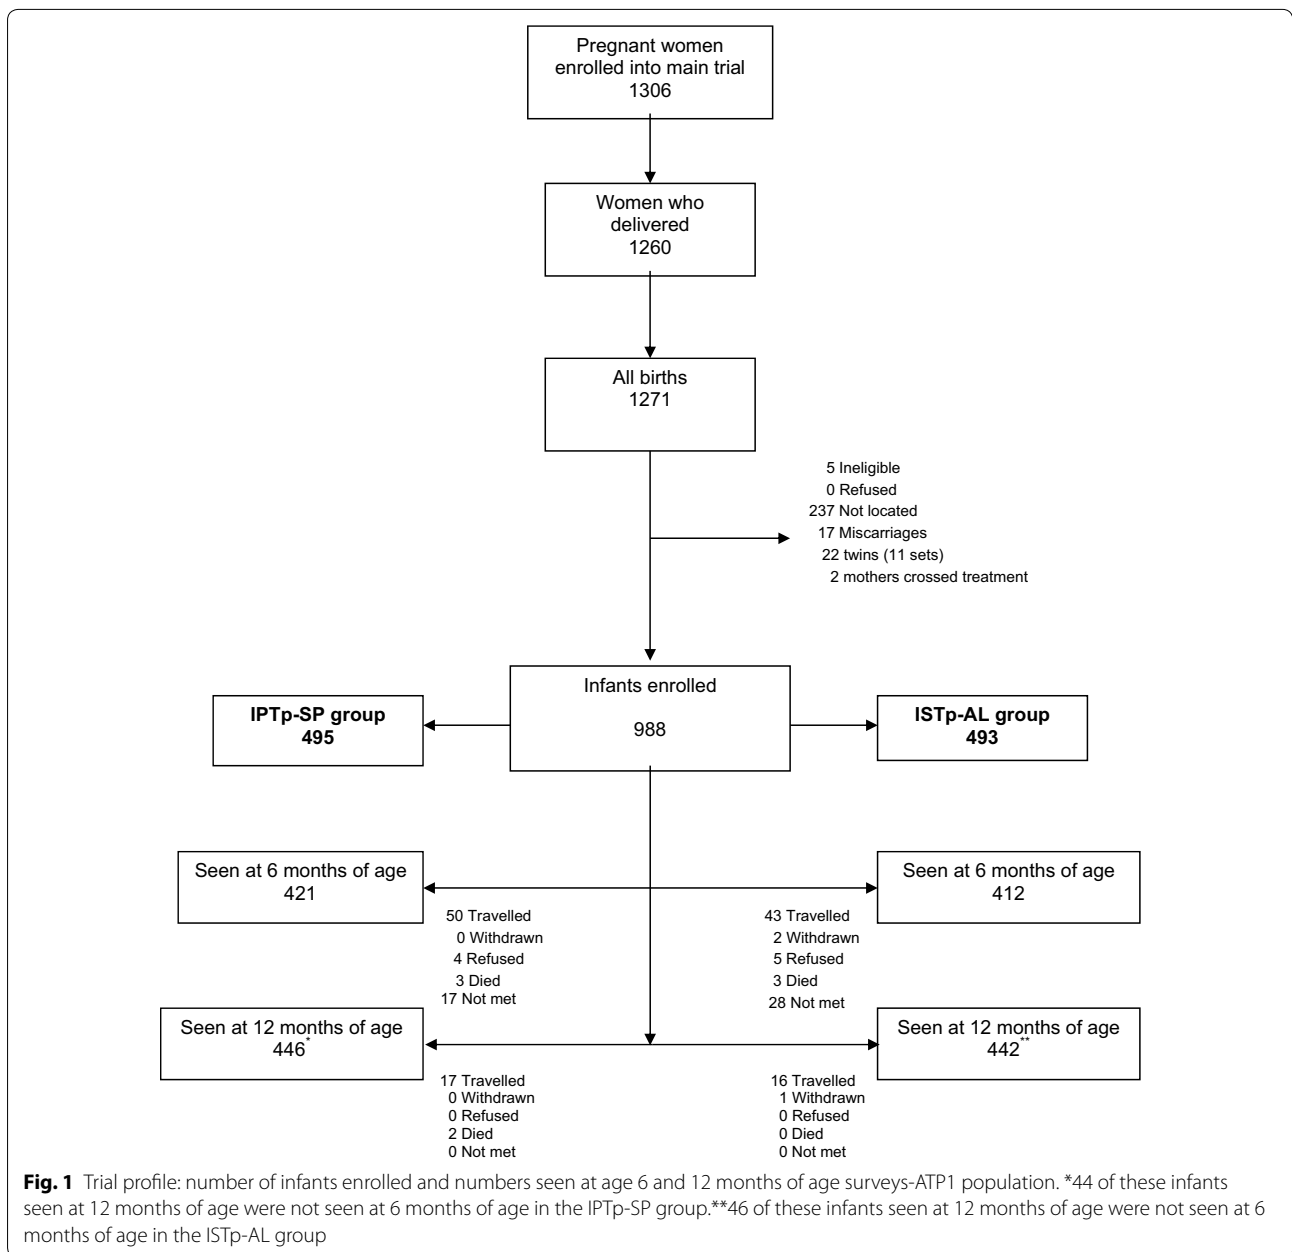 Pregnant women
enrolled into main trial
1306
Women who
delivered
1260
All births
1271
5 Ineligible
0 Refused
237 Not located
17 Miscarriages
22 twins (11 sets)
2 mothers crossed treatment
Infants enrolled
988
IPTp-SP group
495
ISTp-AL group
493
Seen at 6 months of age
421
Seen at 6 months of age
412
50 Travelled
0 Withdrawn
4 Refused
3 Died
17 Not met
43 Travelled
2 Withdrawn
5 Refused
3 Died
28 Not met
Seen at 12 months of age
446*
Seen at 12 months of age
442**
17 Travelled
0 Withdrawn
0 Refused
2 Died
0 Not met
16 Travelled
1 Withdrawn
0 Refused
0 Died
0 Not met
Fig. 1 Trial profile: number of infants enrolled and numbers seen at age 6 and 12 months of age surveys-ATP1 population. *44 of these infants
seen at 12 months of age were not seen at 6 months of age in the IPTp-SP group.**46 of these infants seen at 12 months of age were not seen at 6
months of age in the ISTp-AL group